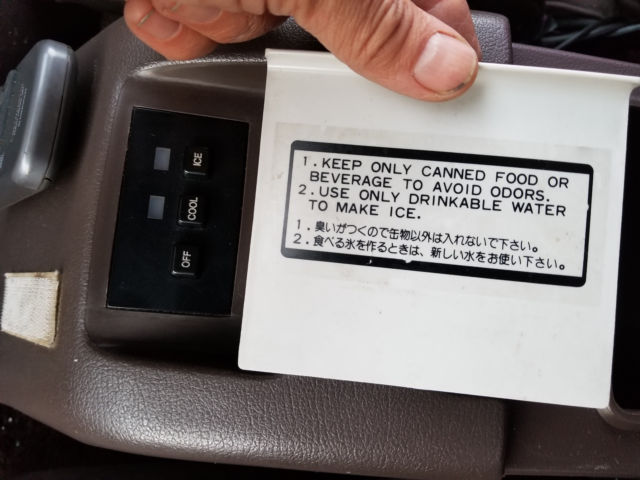 ICE
COOL
OFF
1. KEEP ONLY CANNED FOOD OR
BEVERAGE TO AVOID ODORS.
2. USE ONLY DRINKABLE WATER
TO MAKE ICE.
1. 臭いがつくので缶物以外は入れないで下さい。
2. 食べる氷を作るときは、新しい水をお使い下さい。